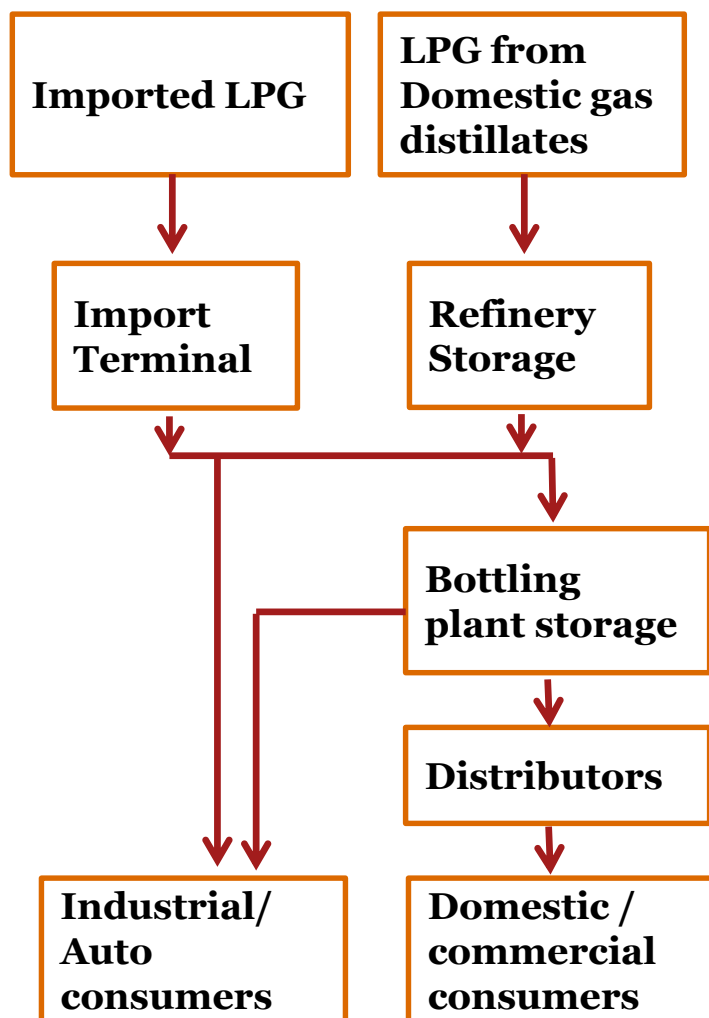 Imported LPG
LPG from
Domestic gas
distillates
Import
Terminal
Refinery
Storage
Bottling
plant storage
Distributors
Industrial/
Auto
consumers
Domestic /
commercial
consumers